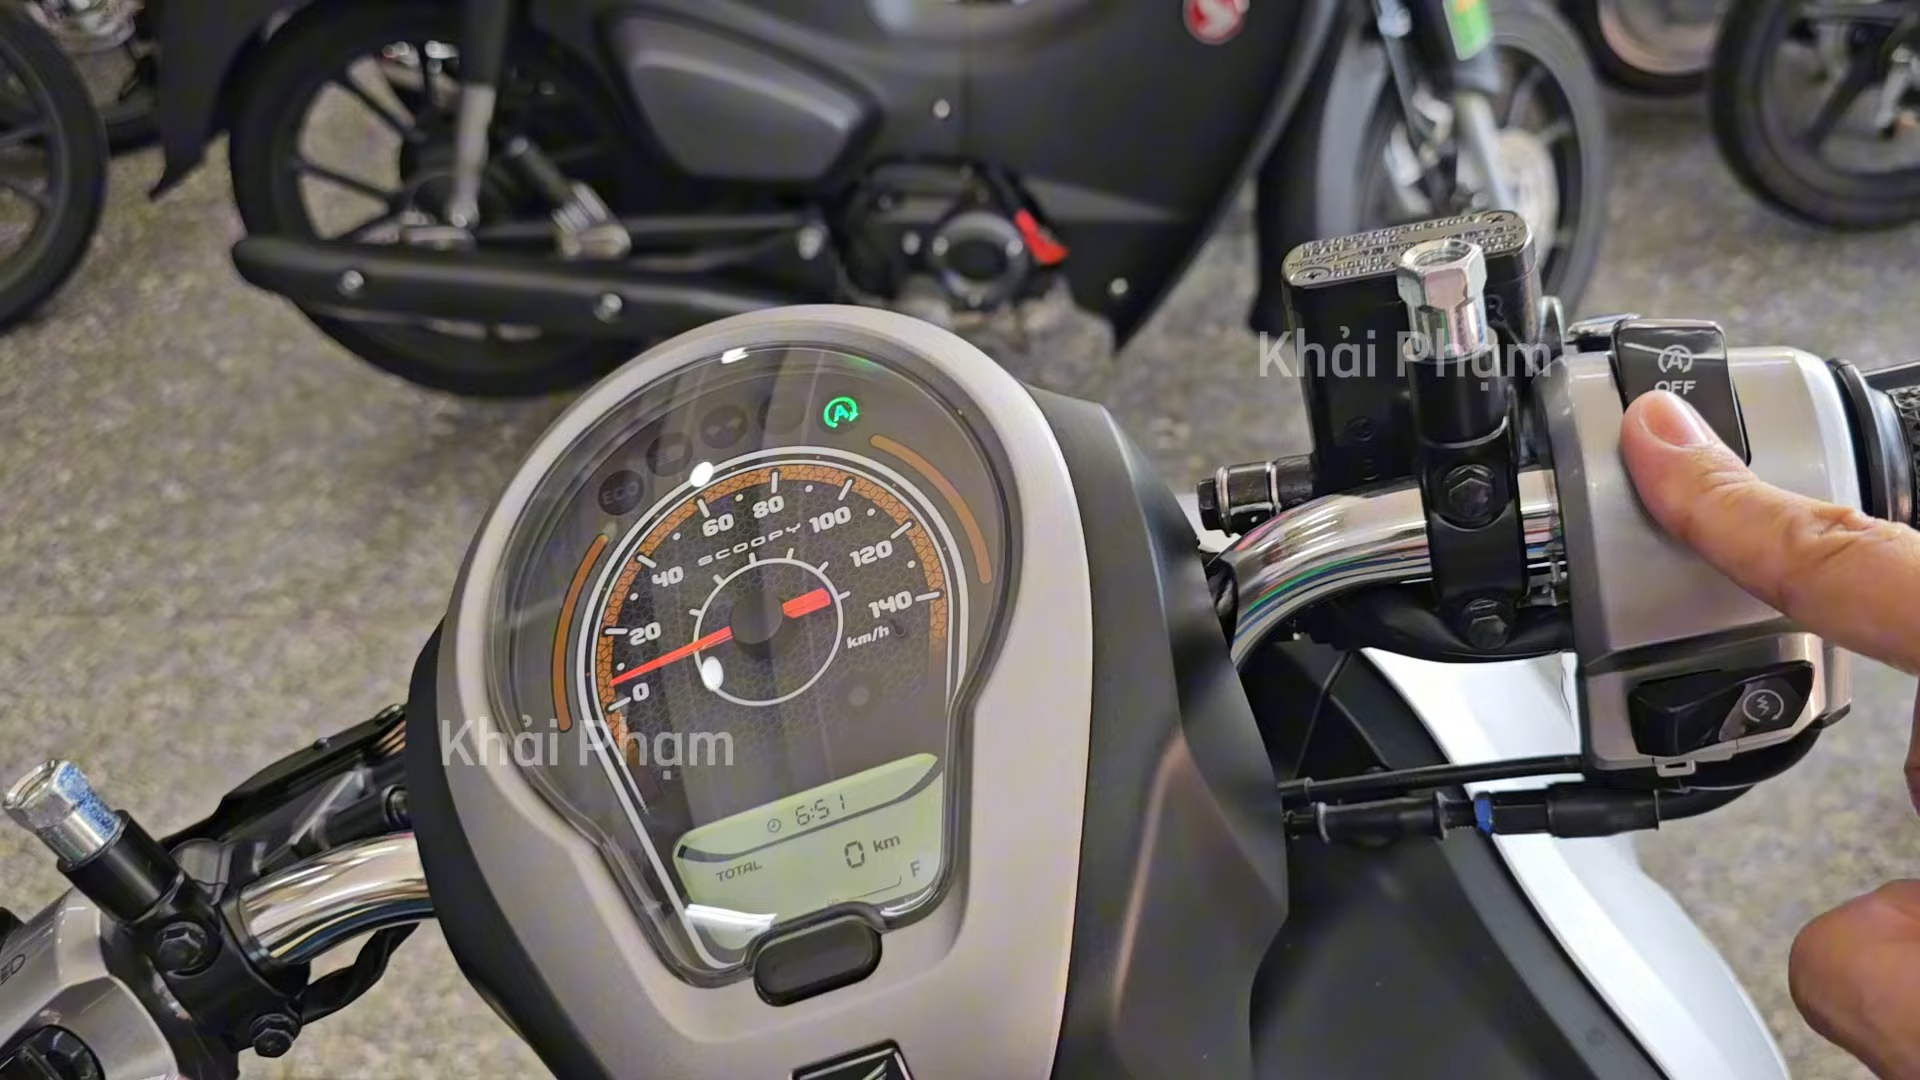 Khải Phạm
A
OFF
A
ECO
SCOOPY
0
20
40
60
80
100
120
140
km/h
Khải Phạm
6:51
TOTAL 0 km
F